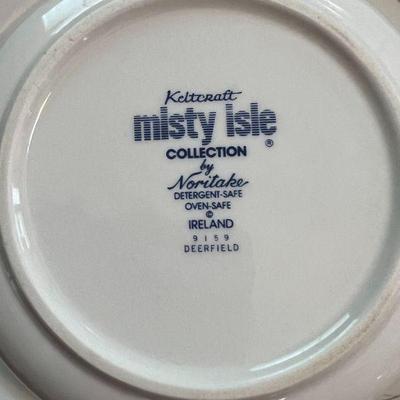 Keltcraft
misty isle ®
COLLECTION
by
Noritake
DETERGENT-SAFE
OVEN-SAFE
©
IRELAND
9159
DEERFIELD